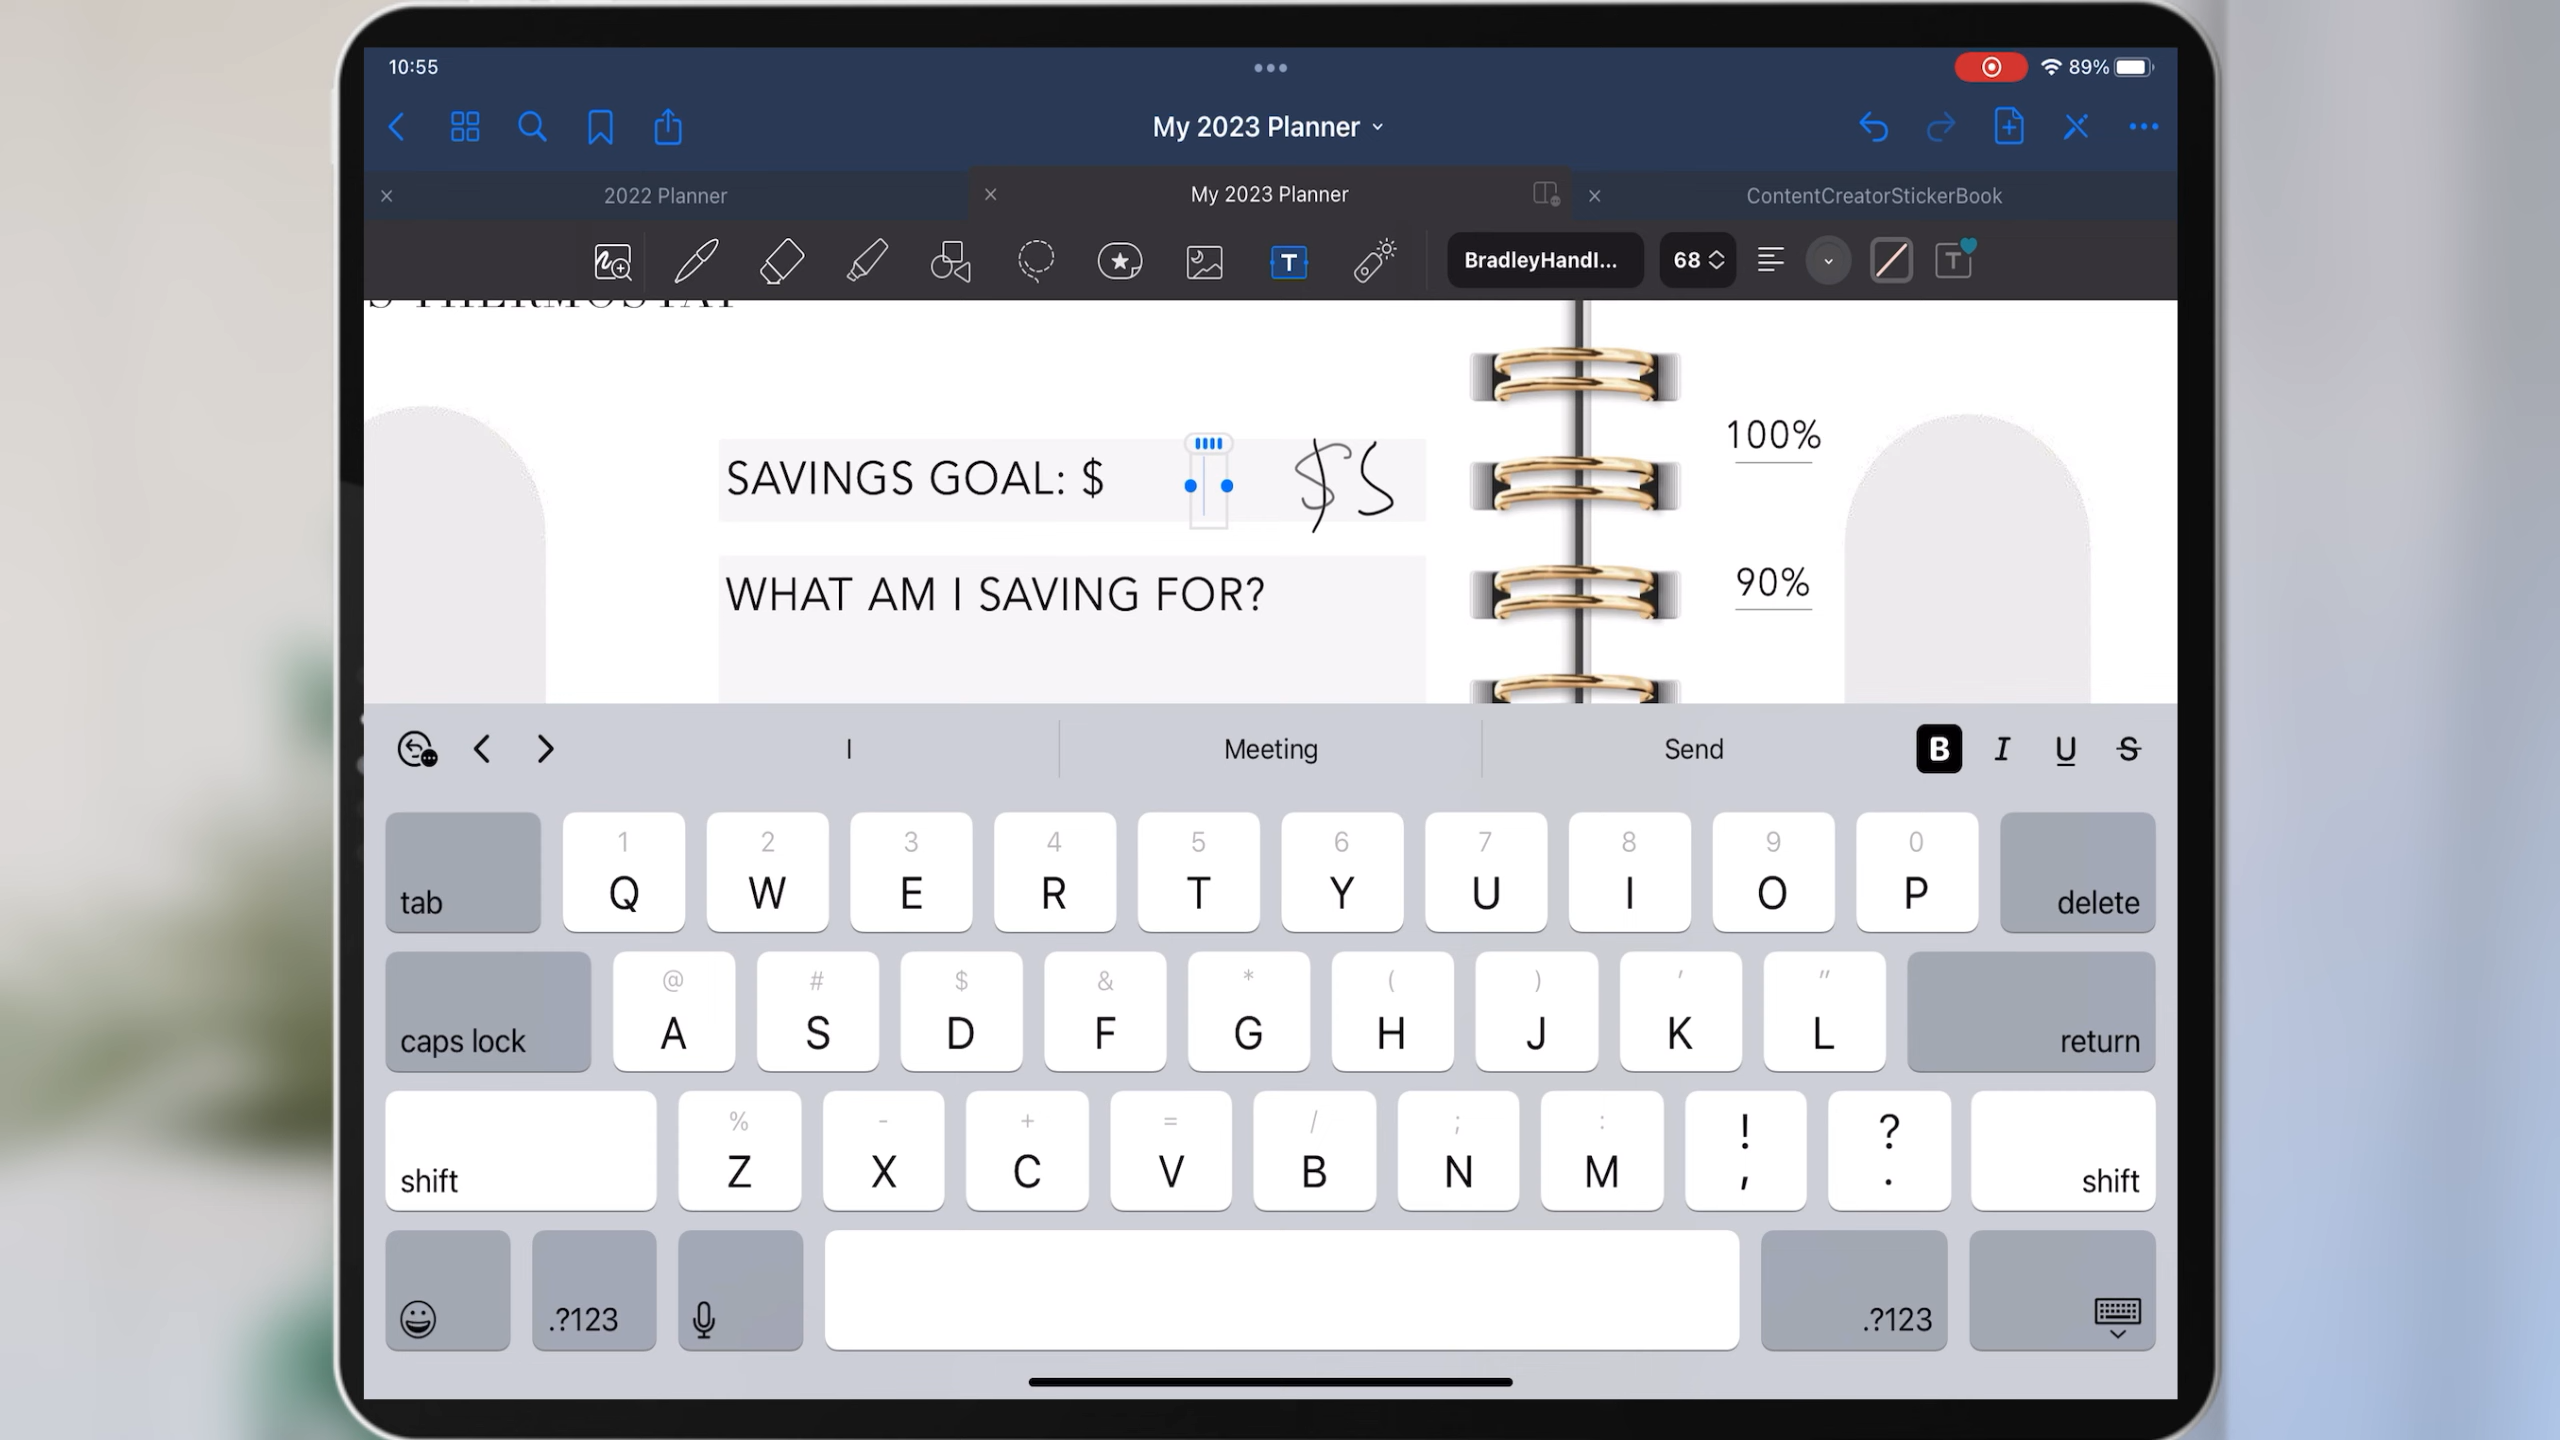 10:55
89%
My 2023 Planner
2022 Planner
My 2023 Planner
ContentCreatorStickerBook
BradleyHandI...
68
T
S THERMOSTAT
SAVINGS GOAL: $
$S
WHAT AM I SAVING FOR?
100%
90%
I Meeting Send B I U S
1 2 3 4 5 6 7 8 9 0
tab Q W E R T Y U I O P delete
@ # $ & * ( ) ' "
caps lock A S D F G H J K L return
% - + = / ; : ! ?
shift Z X C V B N M , . shift
.?123 .?123